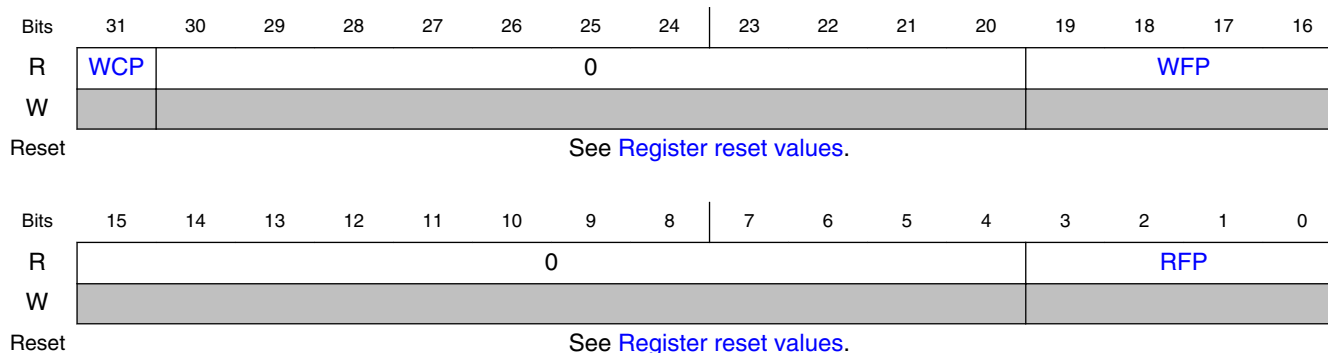 Bits 31 30 29 28 27 26 25 24 23 22 21 20 19 18 17 16
R WCP 0 WFP
W
Reset See Register reset values.
Bits 15 14 13 12 11 10 9 8 7 6 5 4 3 2 1 0
R 0 RFP
W
Reset See Register reset values.